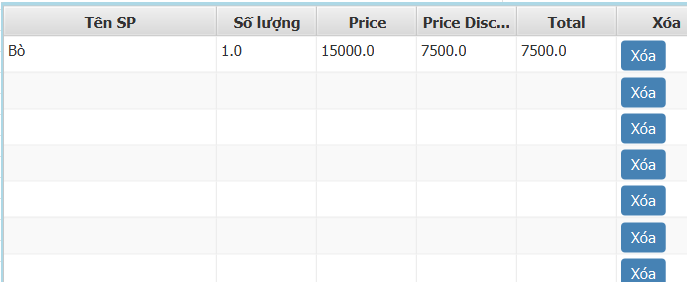 Tên SP Số lượng Price Price Disc... Total Xóa
Bò 1.0 15000.0 7500.0 7500.0 Xóa
Xóa
Xóa
Xóa
Xóa
Xóa
Xóa